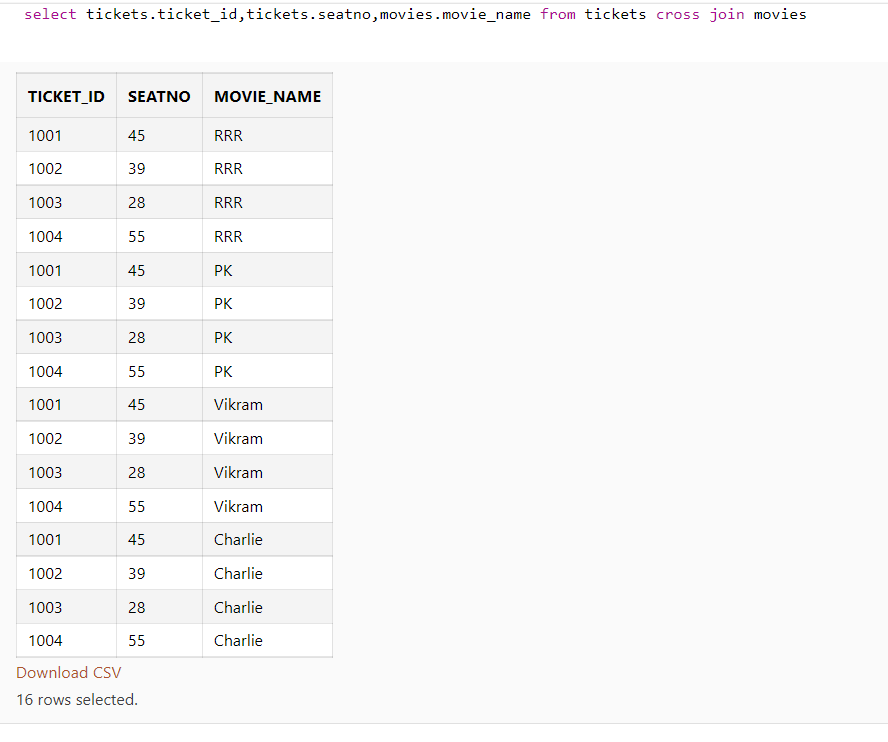 select tickets.ticket_id,tickets.seatno,movies.movie_name from tickets cross join movies
TICKET_ID SEATNO MOVIE_NAME
1001 45 RRR
1002 39 RRR
1003 28 RRR
1004 55 RRR
1001 45 PK
1002 39 PK
1003 28 PK
1004 55 PK
1001 45 Vikram
1002 39 Vikram
1003 28 Vikram
1004 55 Vikram
1001 45 Charlie
1002 39 Charlie
1003 28 Charlie
1004 55 Charlie
Download CSV
16 rows selected.